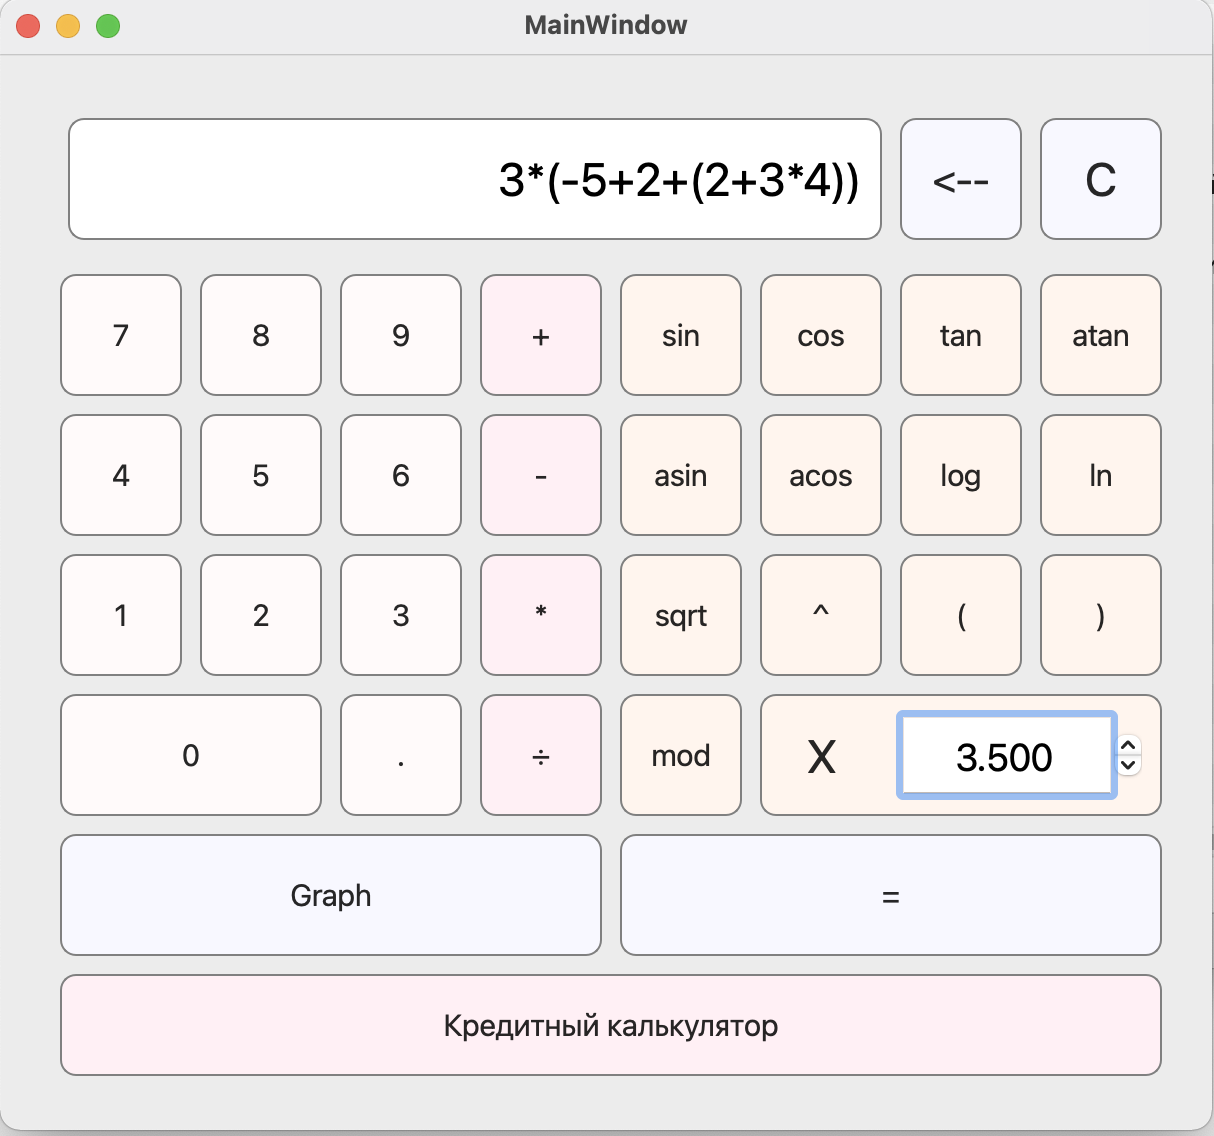 MainWindow
3*(-5+2+(2+3*4)) <-- C
7 8 9 + sin cos tan atan
4 5 6 - asin acos log ln
1 2 3 * sqrt ^ ( )
0 . ÷ mod X 3.500
Graph =
Кредитный калькулятор